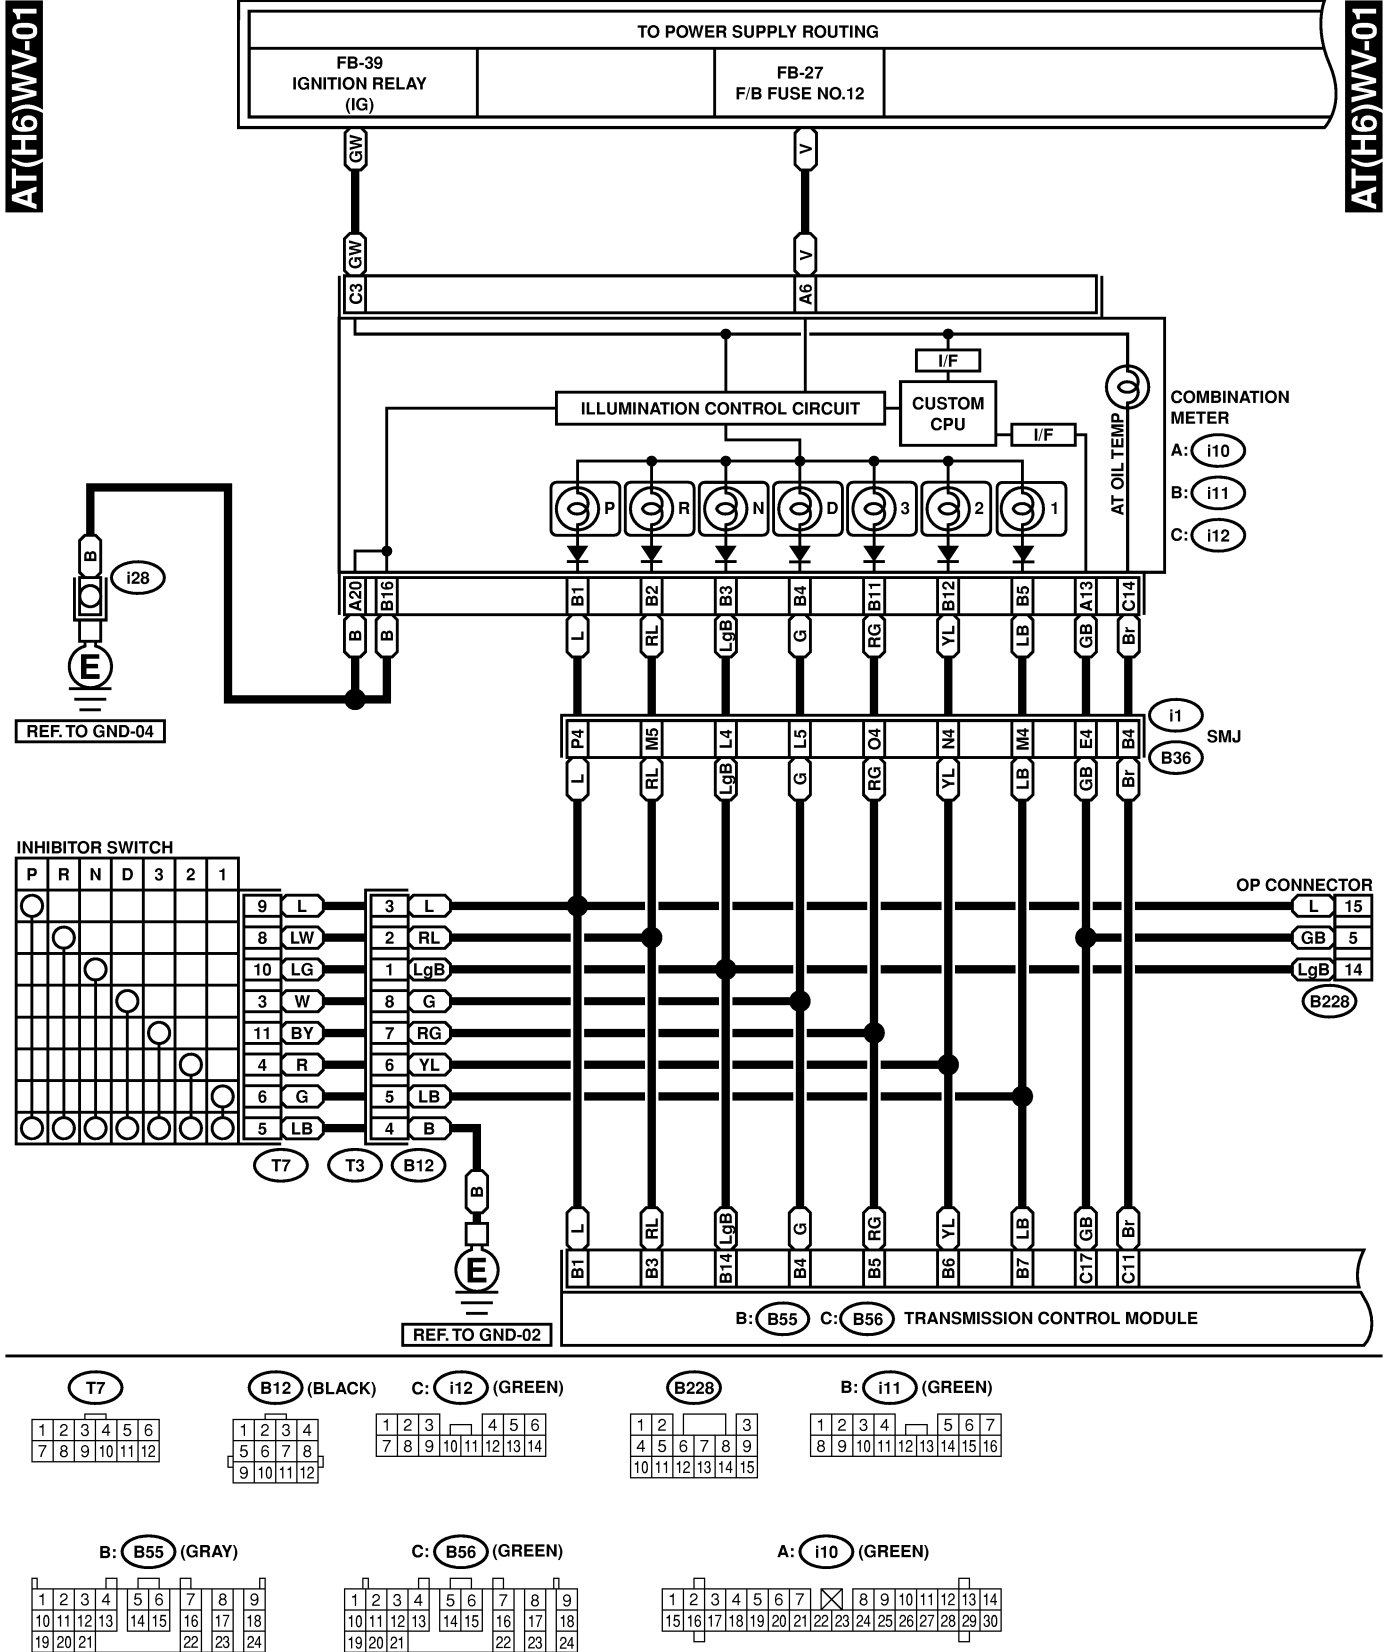 AT(H6)WV-01
AT(H6)WV-01
TO POWER SUPPLY ROUTING
FB-39
IGNITION RELAY
(IG)
FB-27
F/B FUSE NO.12
GW
V
GW
V
C3
A6
I/F
ILLUMINATION CONTROL CIRCUIT
CUSTOM
CPU
I/F
AT OIL TEMP
COMBINATION
METER
A: i10
B: i11
C: i12
P R N D 3 2 1
B
i28
E
REF. TO GND-04
A20 B16 B1 B2 B3 B4 B11 B12 B5 A13 C14
B B L RL LgB G RG YL LB GB Br
i1
SMJ
B36
P4 M5 L4 L5 O4 N4 M4 E4 B4
L RL LgB G RG YL LB GB Br
INHIBITOR SWITCH
P R N D 3 2 1
9 L 3 L
8 LW 2 RL
10 LG 1 LgB
3 W 8 G
11 BY 7 RG
4 R 6 YL
6 G 5 LB
5 LB 4 B
T7 T3 B12
OP CONNECTOR
L 15
GB 5
LgB 14
B228
B
E
REF. TO GND-02
L RL LgB G RG YL LB GB Br
B1 B3 B14 B4 B5 B6 B7 C17 C11
B: B55 C: B56 TRANSMISSION CONTROL MODULE
T7
1 2 3 4 5 6
7 8 9 10 11 12
B12 (BLACK)
1 2 3 4
5 6 7 8
9 10 11 12
C: i12 (GREEN)
1 2 3 4 5 6
7 8 9 10 11 12 13 14
B228
1 2 3
4 5 6 7 8 9
10 11 12 13 14 15
B: i11 (GREEN)
1 2 3 4 5 6 7
8 9 10 11 12 13 14 15 16
B: B55 (GRAY)
1 2 3 4 5 6 7 8 9
10 11 12 13 14 15 16 17 18
19 20 21 22 23 24
C: B56 (GREEN)
1 2 3 4 5 6 7 8 9
10 11 12 13 14 15 16 17 18
19 20 21 22 23 24
A: i10 (GREEN)
1 2 3 4 5 6 7 8 9 10 11 12 13 14
15 16 17 18 19 20 21 22 23 24 25 26 27 28 29 30